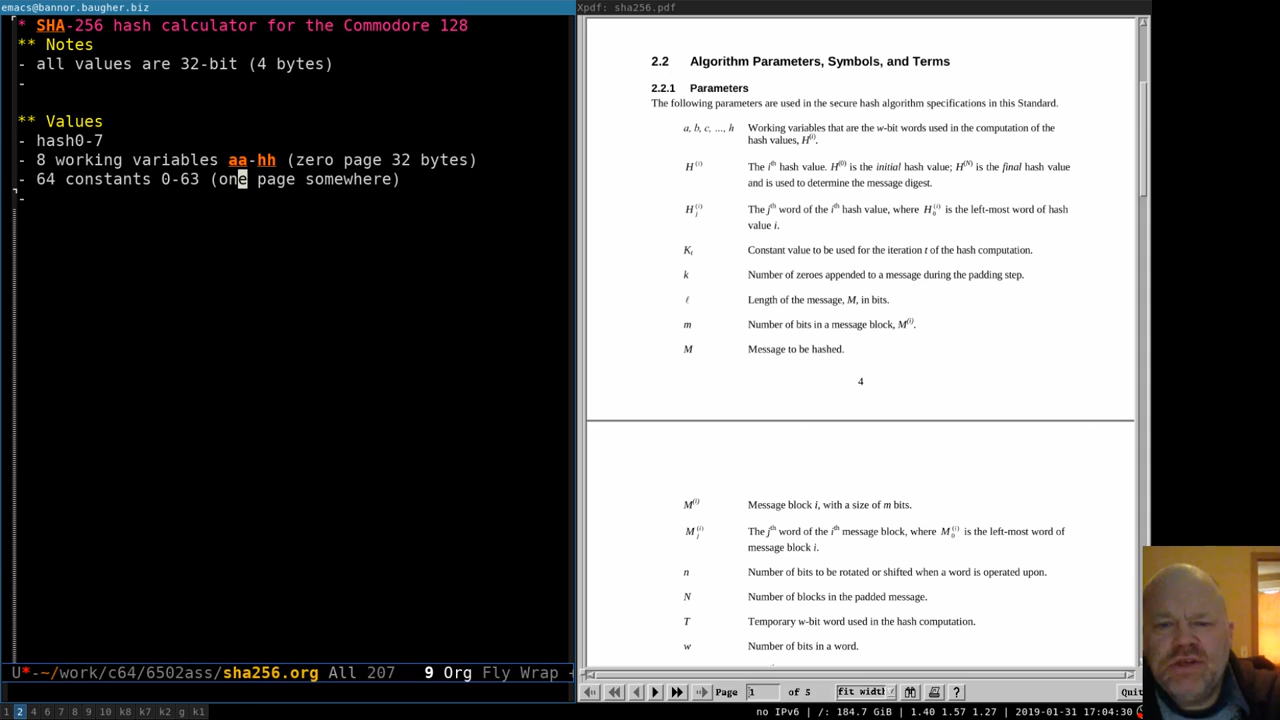 emacs@bannor.baugher.biz
* SHA-256 hash calculator for the Commodore 128
** Notes
- all values are 32-bit (4 bytes)
-
** Values
- hash0-7
- 8 working variables aa-hh (zero page 32 bytes)
- 64 constants 0-63 (one page somewhere)
-
U*-~/work/c64/6502ass/sha256.org All 207 9 Org Fly Wrap -
Xpdf: sha256.pdf
2.2 Algorithm Parameters, Symbols, and Terms
2.2.1 Parameters
The following parameters are used in the secure hash algorithm specifications in this Standard.
a, b, c, ..., h Working variables that are the w-bit words used in the computation of the
hash values, H(i).
H(i) The ith hash value. H(0) is the initial hash value; H(N) is the final hash value
and is used to determine the message digest.
Hj(i) The jth word of the ith hash value, where H0(i) is the left-most word of hash
value i.
Kt Constant value to be used for the iteration t of the hash computation.
k Number of zeroes appended to a message during the padding step.
ℓ Length of the message, M, in bits.
m Number of bits in a message block, M(i).
M Message to be hashed.
4
M(i) Message block i, with a size of m bits.
Mj(i) The jth word of the ith message block, where M0(i) is the left-most word of
message block i.
n Number of bits to be rotated or shifted when a word is operated upon.
N Number of blocks in the padded message.
T Temporary w-bit word used in the hash computation.
w Number of bits in a word.
Page 1 of 5 fit width ? Quit
1 2 3 4 6 7 8 9 10 k8 k7 k2 g k1
no IPv6 | /: 184.7 GiB | 1.40 1.57 1.27 | 2019-01-31 17:04:30